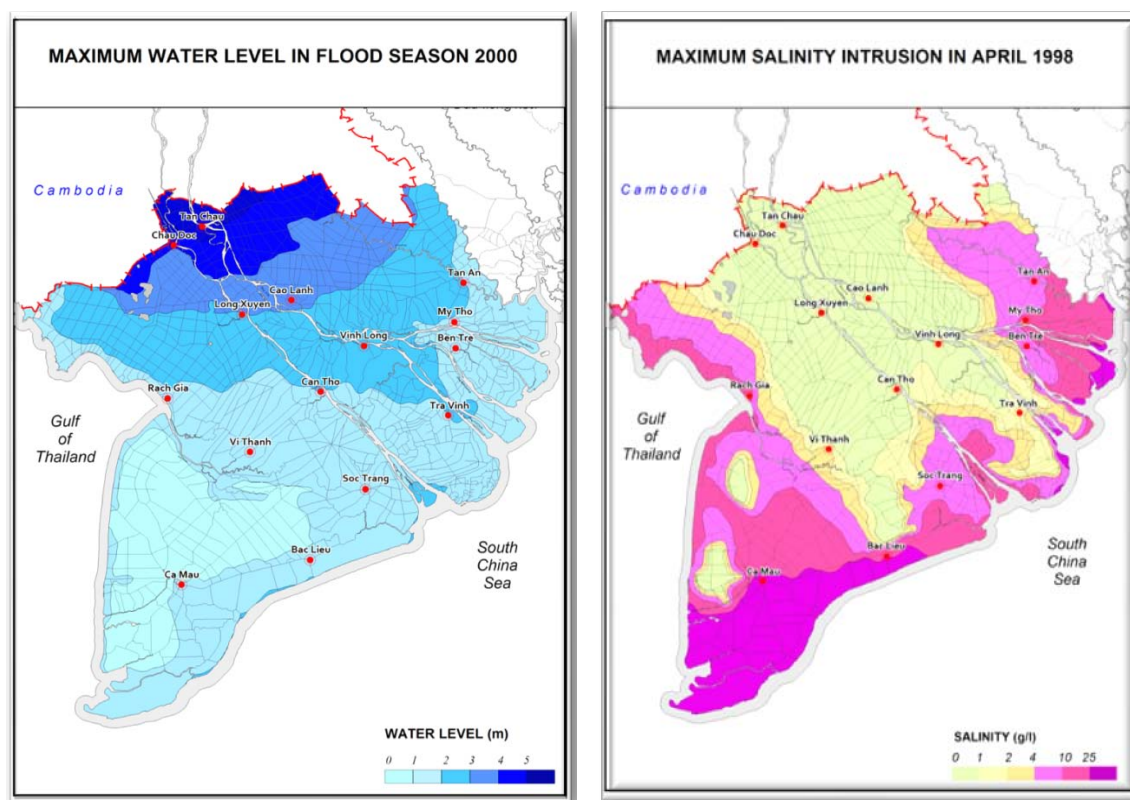 MAXIMUM WATER LEVEL IN FLOOD SEASON 2000
Cambodia
Tan Chau
Chau Doc
Tan An
Cao Lanh
Long Xuyen
My Tho
Vinh Long
Ben Tre
Can Tho
Rach Gia
Tra Vinh
Gulf
of
Thailand
Vi Thanh
Soc Trang
South
China
Sea
Bac Lieu
Ca Mau
WATER LEVEL (m)
0 1 2 3 4 5
MAXIMUM SALINITY INTRUSION IN APRIL 1998
Cambodia
Tan Chau
Chau Doc
Tan An
Cao Lanh
Long Xuyen
My Tho
Vinh Long
Ben Tre
Can Tho
Rach Gia
Tra Vinh
Gulf
of
Thailand
Vi Thanh
Soc Trang
South
China
Sea
Bac Lieu
Ca Mau
SALINITY (g/l)
0 1 2 4 10 25